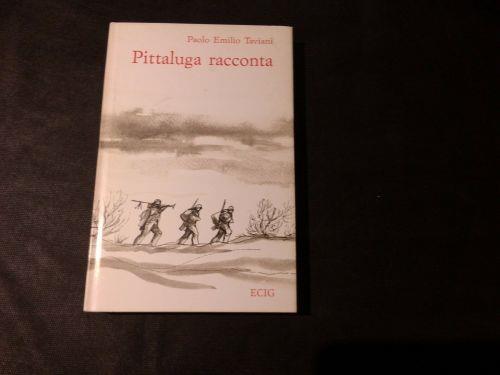 Paolo Emilio Taviani
Pittaluga racconta
ECIG